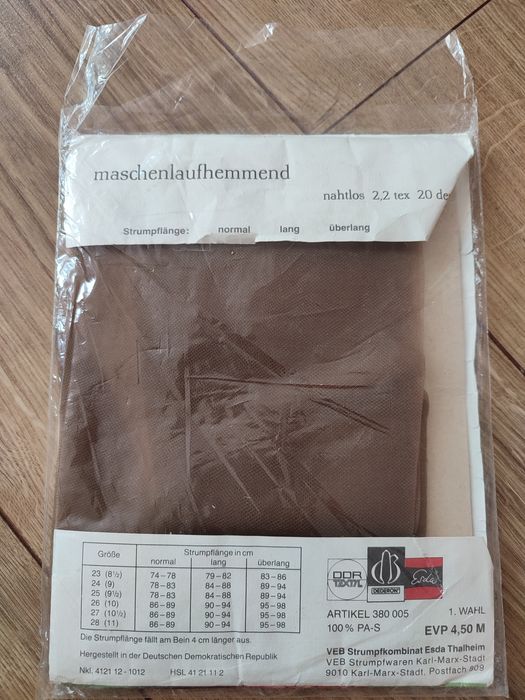 maschenlaufhemmend
nahtlos 2,2 tex 20 de
Strumpflänge: normal lang überlang
Größe Strumpflänge in cm
normal lang überlang
23 (8½) 74–78 79–82 83–86
24 (9) 78–83 84–88 89–94
25 (9½) 78–83 84–88 89–94
26 (10) 86–89 90–94 95–98
27 (10½) 86–89 90–94 95–98
28 (11) 86–89 90–94 95–98
Die Strumpflänge fällt am Bein 4 cm länger aus.
Hergestellt in der Deutschen Demokratischen Republik
Nkl. 4121 12 - 1012 HSL 41 21 11 2
DDR
TEXTIL
DEDERON
Esda
ARTIKEL 380 005 1. WAHL
100 % PA-S EVP 4,50 M
VEB Strumpfkombinat Esda Thalheim
VEB Strumpfwaren Karl-Marx-Stadt
9010 Karl-Marx-Stadt, Postfach 809